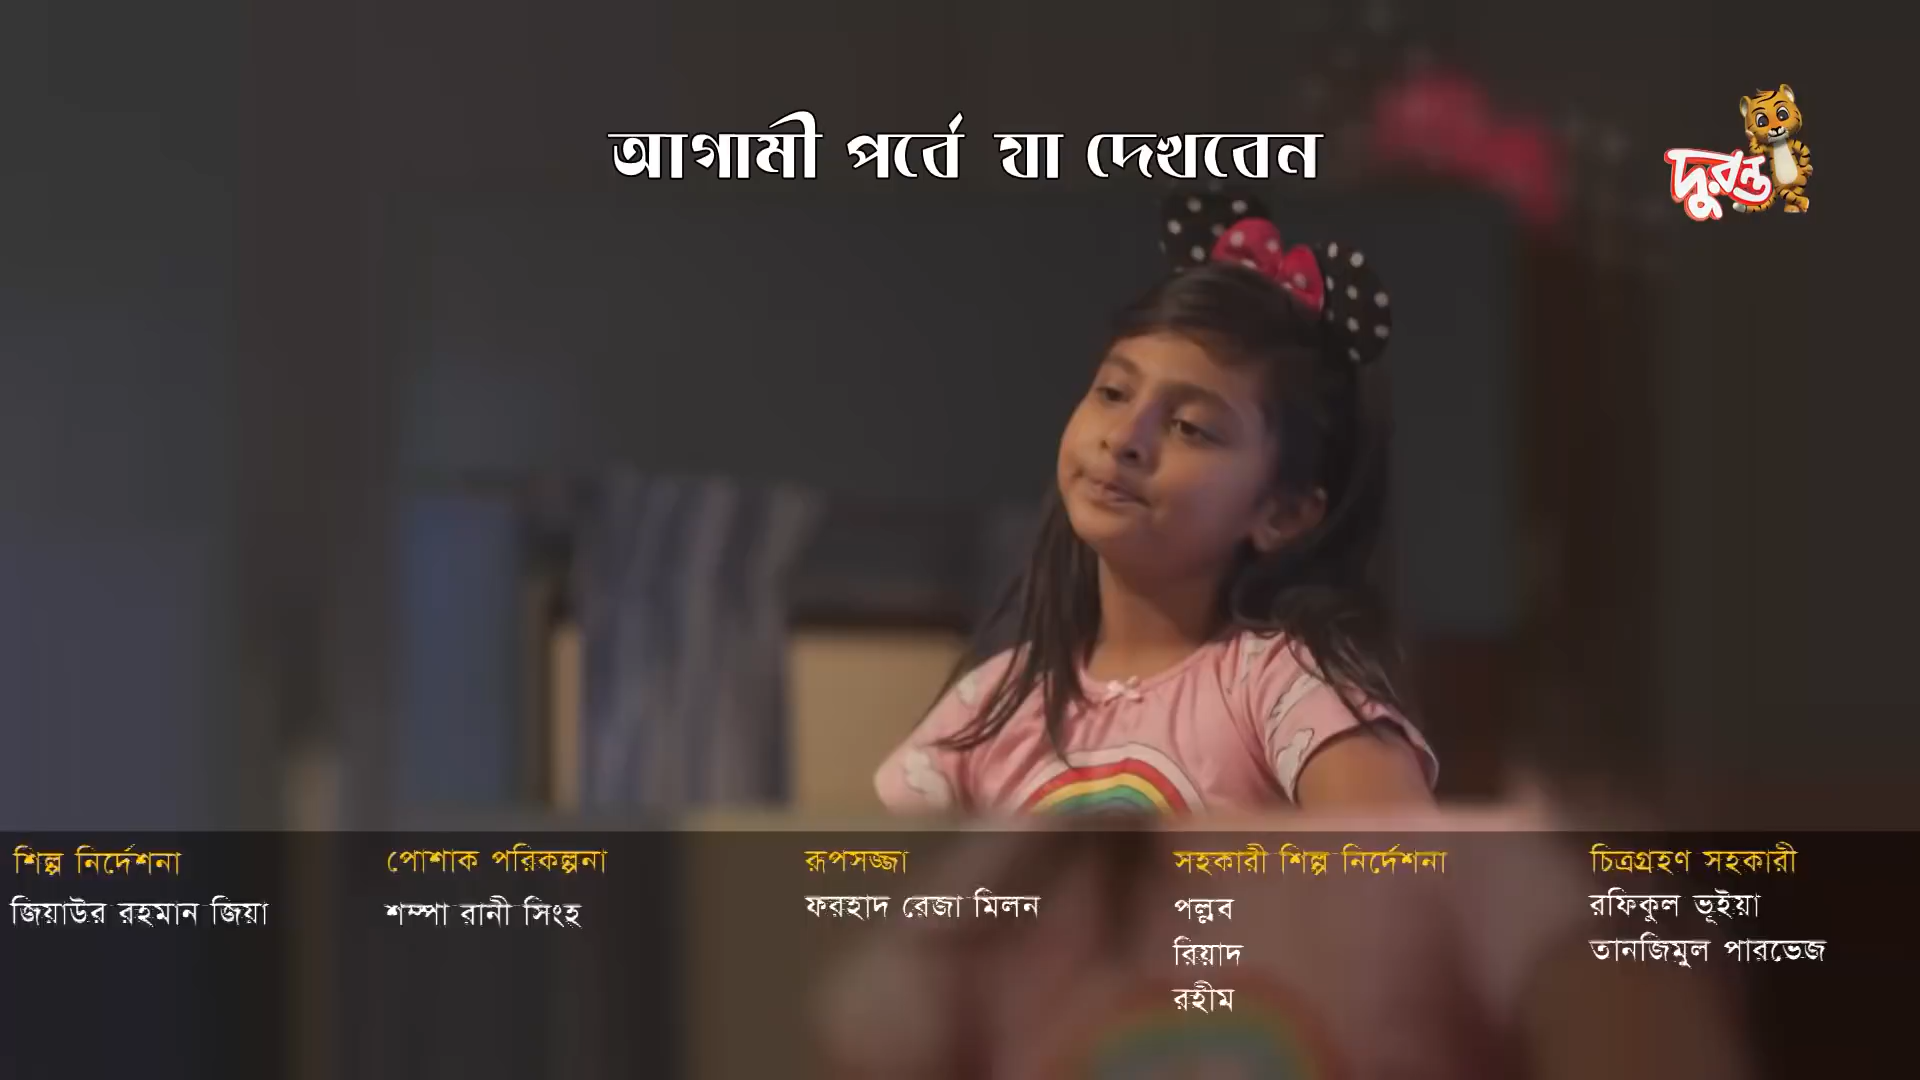 আগামী পর্বে যা দেখবেন
দুরন্ত
শিল্প নির্দেশনা
জিয়াউর রহমান জিয়া
পোশাক পরিকল্পনা
শম্পা রানী সিংহ
রূপসজ্জা
ফরহাদ রেজা মিলন
সহকারী শিল্প নির্দেশনা
পল্লব
রিয়াদ
রহীম
চিত্রগ্রহণ সহকারী
রফিকুল ভূইয়া
তানজিমুল পারভেজ